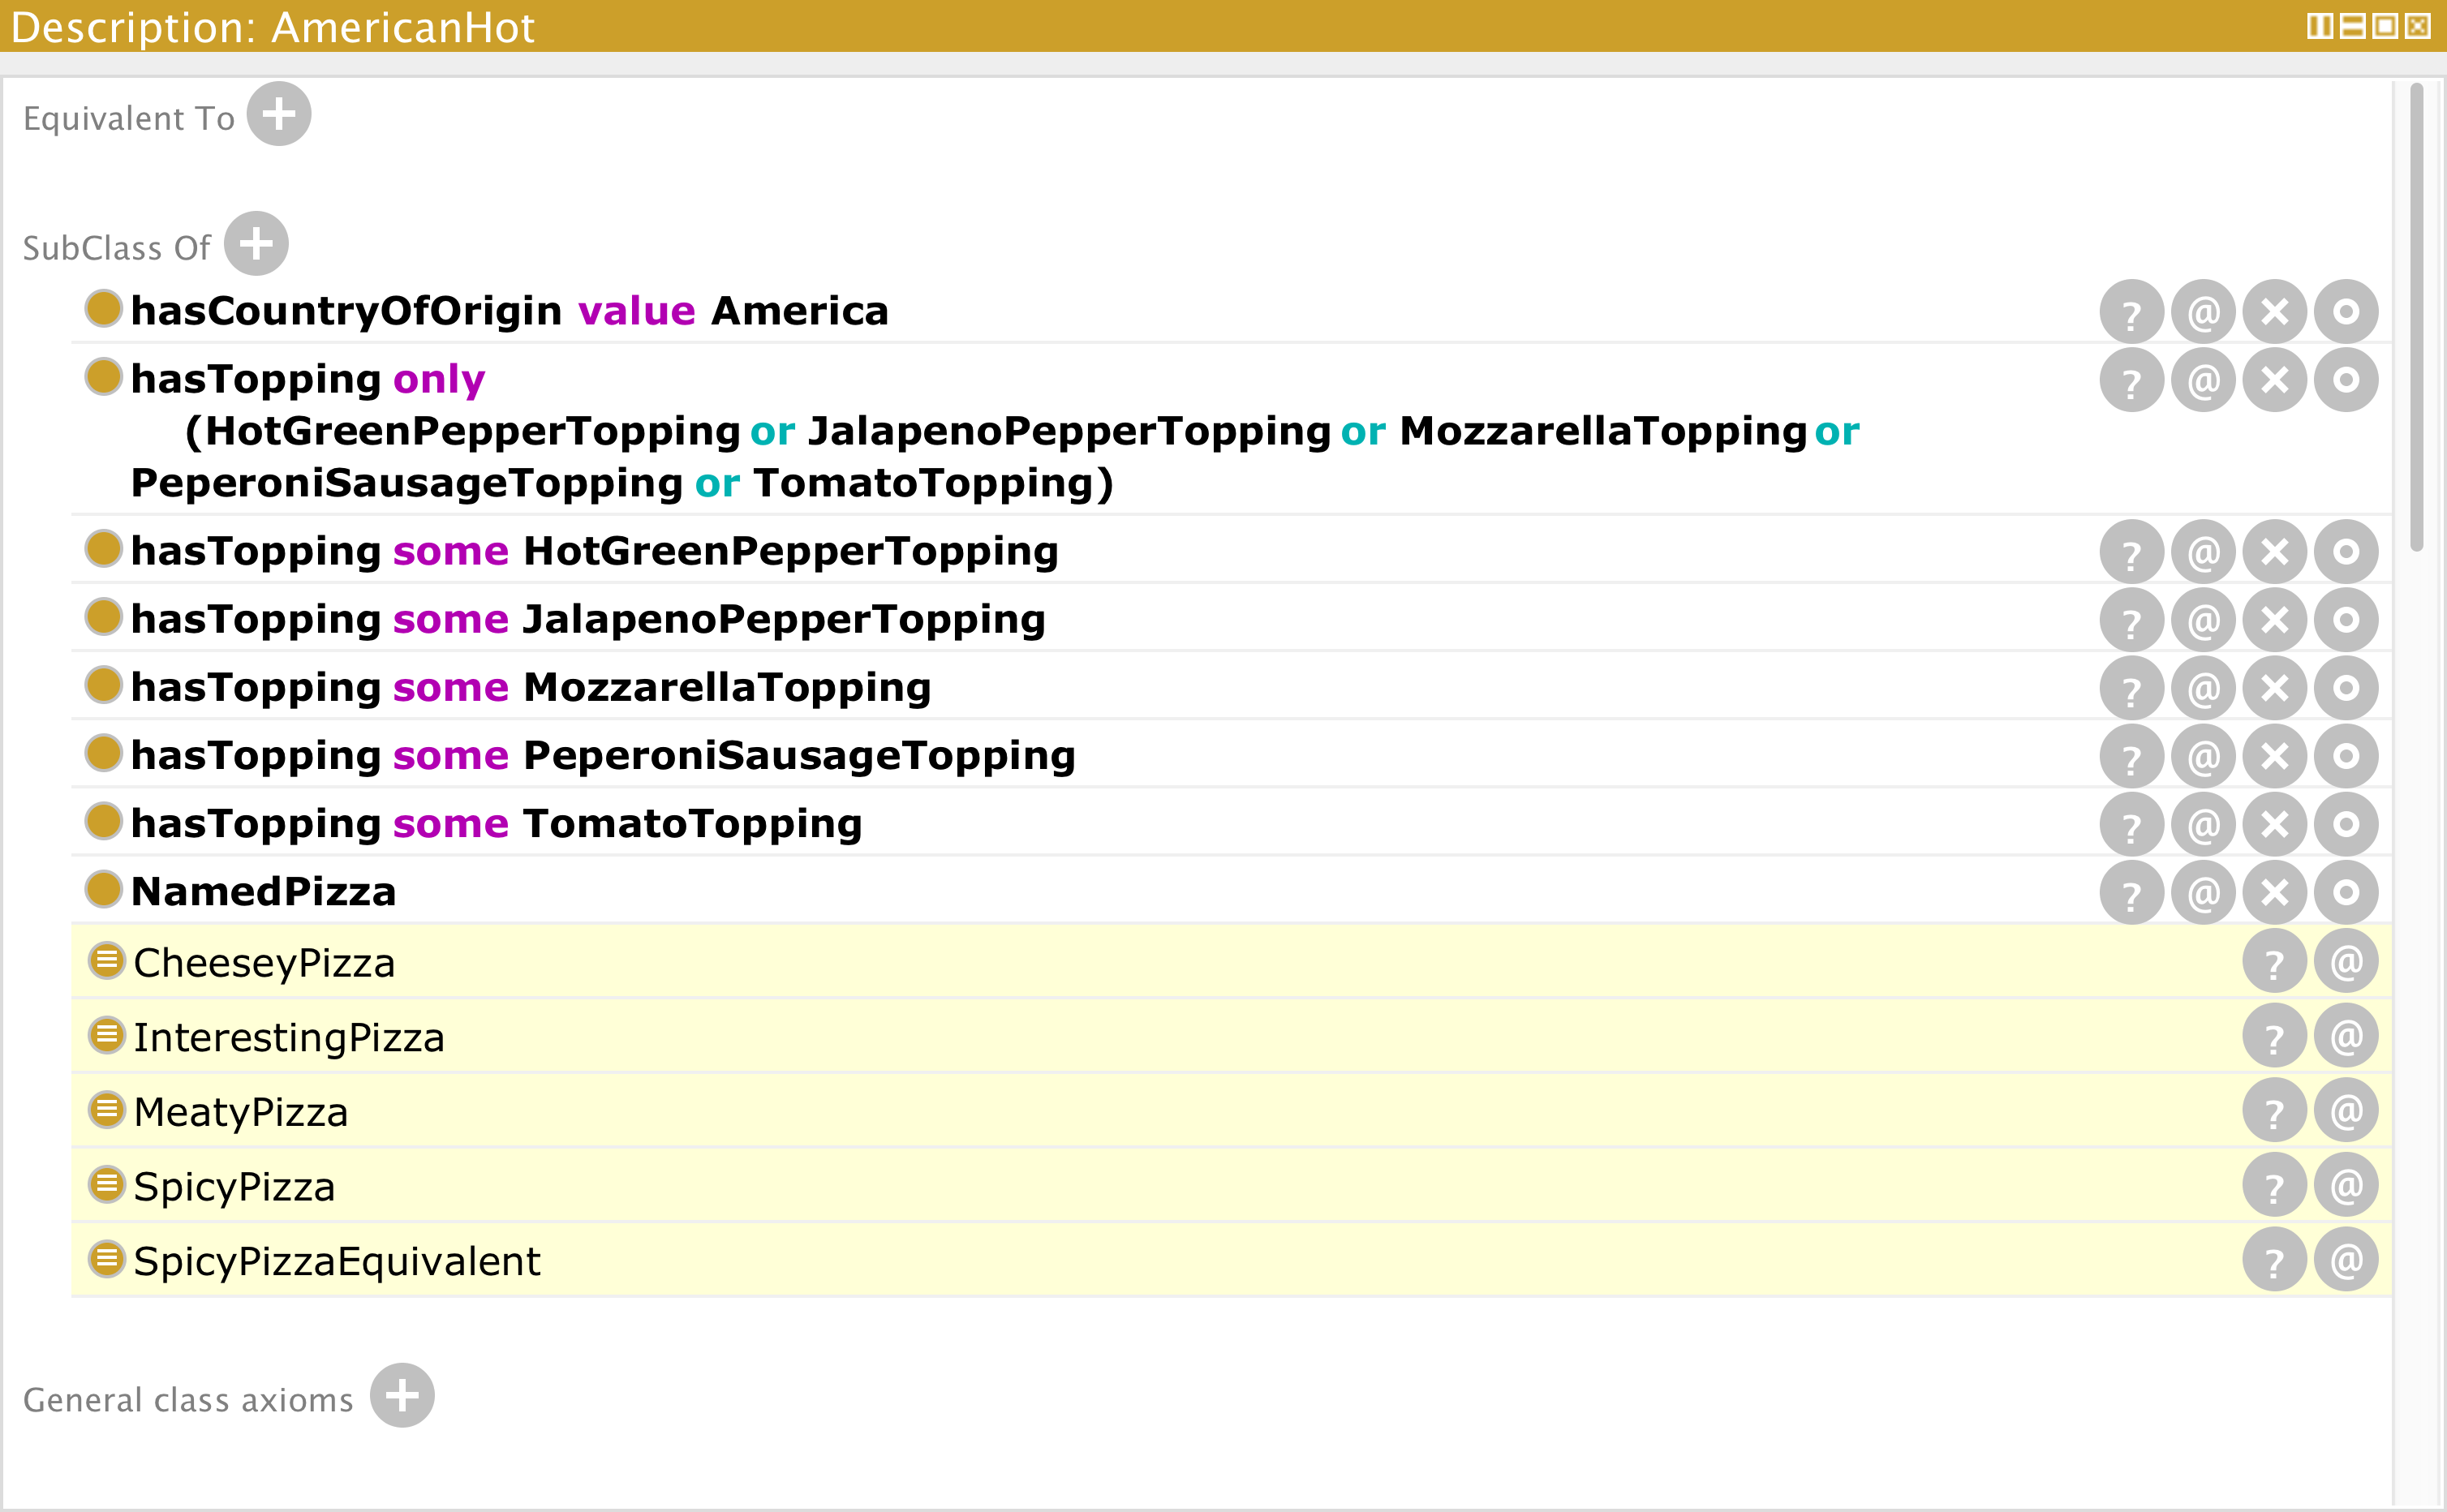 Description: AmericanHot
Equivalent To
SubClass Of
hasCountryOfOrigin value America
hasTopping only
(HotGreenPepperTopping or JalapenoPepperTopping or MozzarellaTopping or
PeperoniSausageTopping or TomatoTopping)
hasTopping some HotGreenPepperTopping
hasTopping some JalapenoPepperTopping
hasTopping some MozzarellaTopping
hasTopping some PeperoniSausageTopping
hasTopping some TomatoTopping
NamedPizza
CheeseyPizza
InterestingPizza
MeatyPizza
SpicyPizza
SpicyPizzaEquivalent
General class axioms